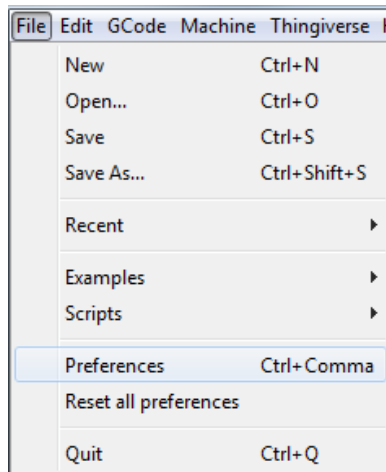 File Edit GCode Machine Thingiverse
New Ctrl+N
Open... Ctrl+O
Save Ctrl+S
Save As... Ctrl+Shift+S
Recent
Examples
Scripts
Preferences Ctrl+Comma
Reset all preferences
Quit Ctrl+Q